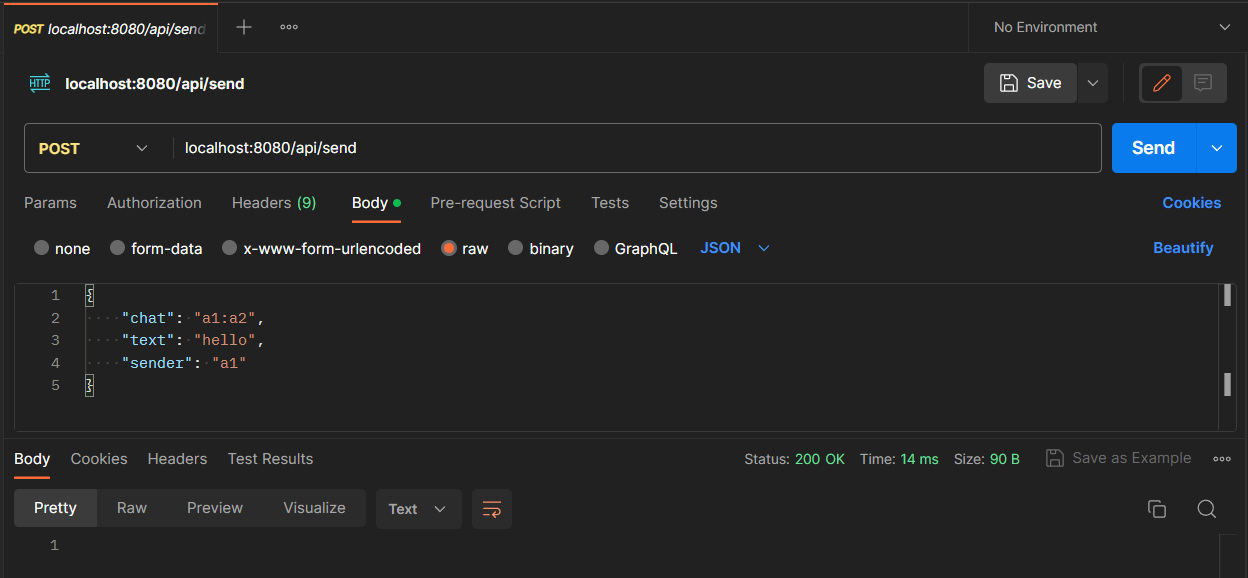 POST localhost:8080/api/send
No Environment
HTTP localhost:8080/api/send
Save
POST localhost:8080/api/send
Send
Params Authorization Headers (9) Body Pre-request Script Tests Settings Cookies
none form-data x-www-form-urlencoded raw binary GraphQL JSON Beautify
1 {
2 "chat": "a1:a2",
3 "text": "hello",
4 "sender": "a1"
5 }
Body Cookies Headers Test Results Status: 200 OK Time: 14 ms Size: 90 B Save as Example
Pretty Raw Preview Visualize Text
1